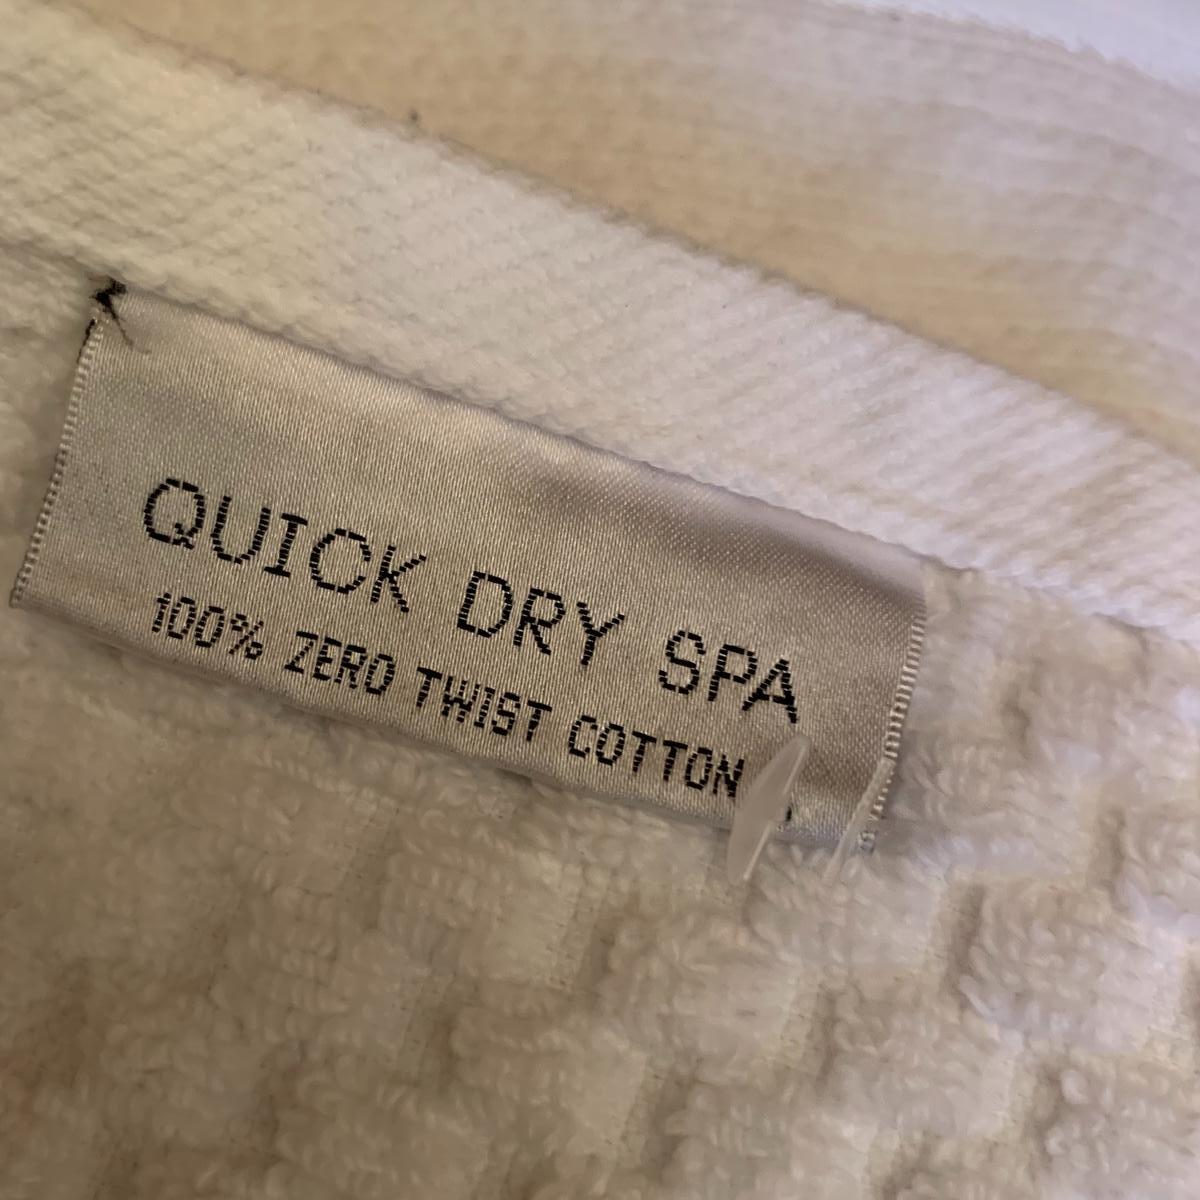 QUICK DRY SPA
100% ZERO TWIST COTTON